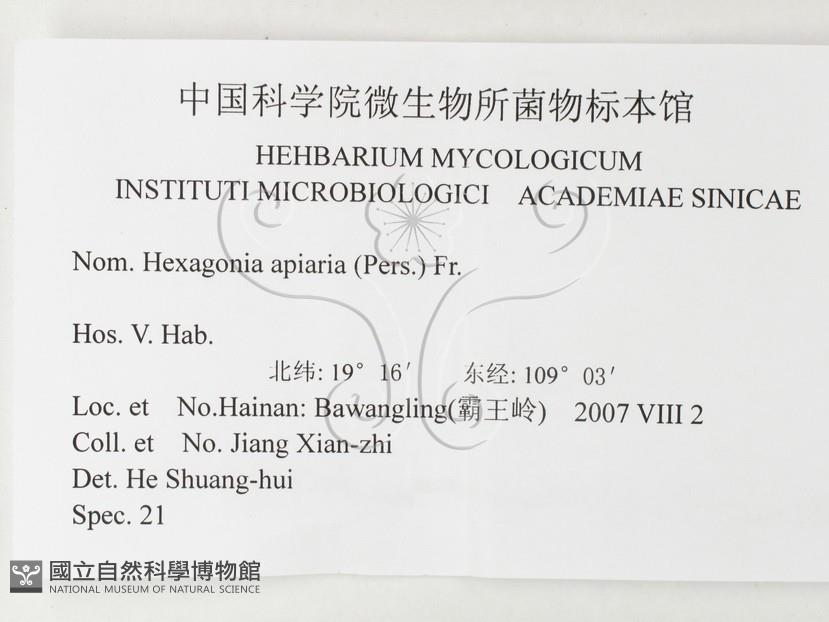 中国科学院微生物所菌物标本馆
HEHBARIUM MYCOLOGICUM
INSTITUTI MICROBIOLOGICI ACADEMIAE SINICAE
Nom. Hexagonia apiaria (Pers.) Fr.
Hos. V. Hab.
北纬: 19° 16′ 东经: 109° 03′
Loc. et No.Hainan: Bawangling(霸王岭) 2007 VIII 2
Coll. et No. Jiang Xian-zhi
Det. He Shuang-hui
Spec. 21
國立自然科學博物館
NATIONAL MUSEUM OF NATURAL SCIENCE